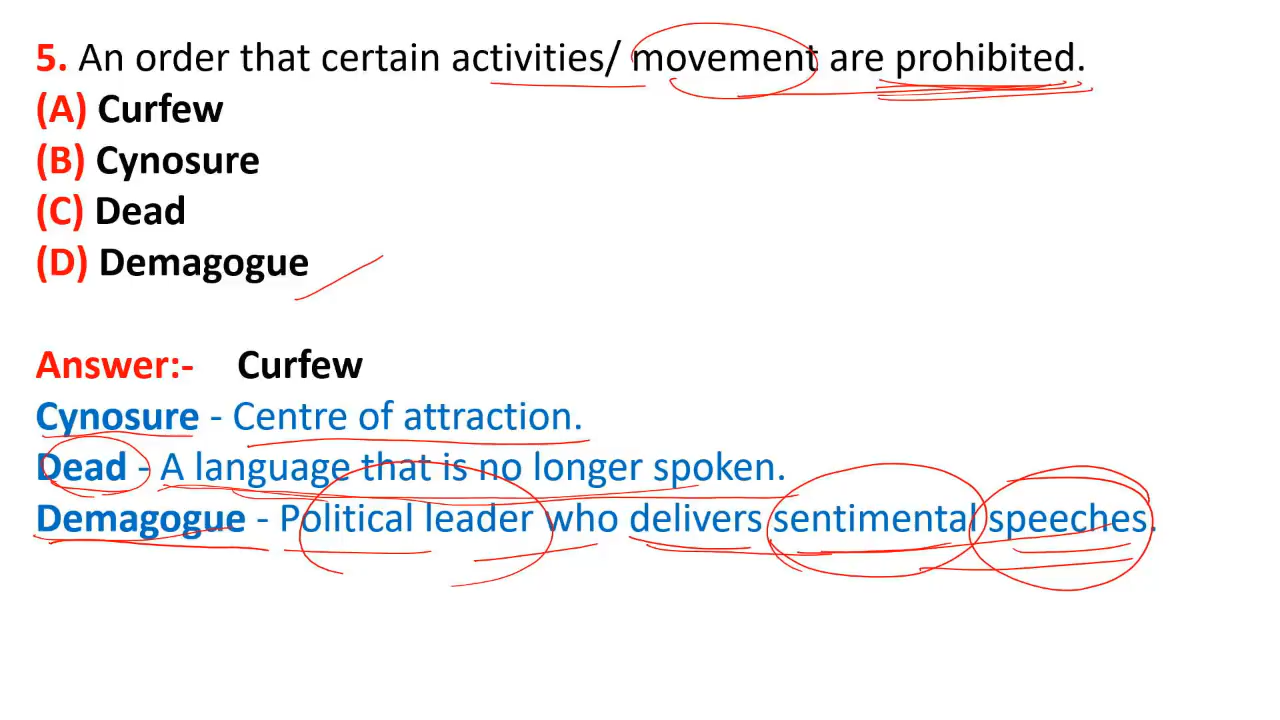 5. An order that certain activities/ movement are prohibited.
(A) Curfew
(B) Cynosure
(C) Dead
(D) Demagogue
Answer:- Curfew
Cynosure - Centre of attraction.
Dead - A language that is no longer spoken.
Demagogue - Political leader who delivers sentimental speeches.